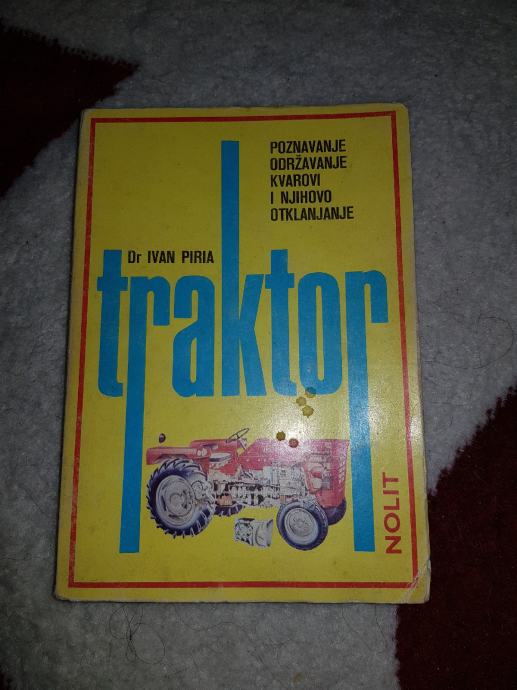 POZNAVANJE
ODRŽAVANJE
KVAROVI
I NJIHOVO
OTKLANJANJE
Dr IVAN PIRIA
traktor
NOLIT